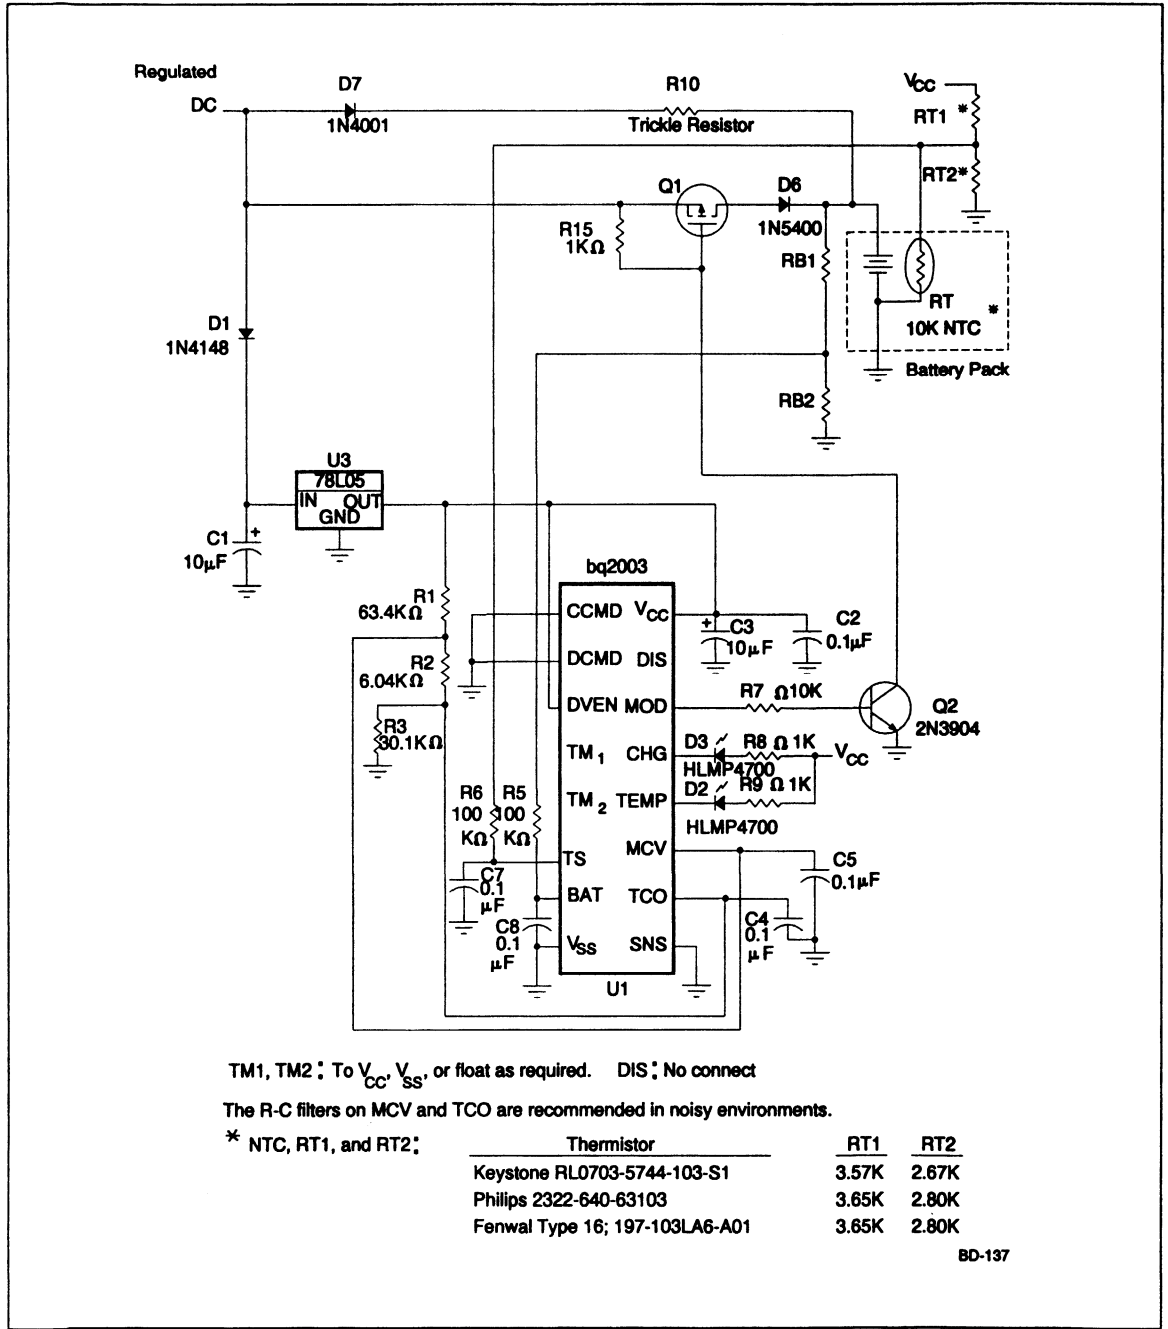 Regulated
DC
D7
1N4001
R10
Trickle Resistor
VCC
RT1 *
RT2*
Q1
D6
1N5400
R15
1KΩ
RB1
RT
10K NTC *
Battery Pack
RB2
D1
1N4148
U3
78L05
IN OUT
GND
C1 +
10µF
bq2003
R1
63.4KΩ
R2
6.04KΩ
R3
30.1KΩ
CCMD VCC
DCMD DIS
DVEN MOD
TM1 CHG
TM2 TEMP
MCV
TS
BAT TCO
VSS SNS
U1
+ C3
10µF
C2
0.1µF
R7 Ω10K
Q2
2N3904
D3 R8 Ω 1K
HLMP4700
VCC
D2 R9 Ω 1K
HLMP4700
R6 R5
100 100
KΩ KΩ
C7
0.1
µF
C8
0.1
µF
C5
0.1µF
C4
0.1
µF
TM1, TM2: To VCC, VSS, or float as required. DIS: No connect
The R-C filters on MCV and TCO are recommended in noisy environments.
* NTC, RT1, and RT2:
Thermistor RT1 RT2
Keystone RL0703-5744-103-S1 3.57K 2.67K
Philips 2322-640-63103 3.65K 2.80K
Fenwal Type 16; 197-103LA6-A01 3.65K 2.80K
BD-137